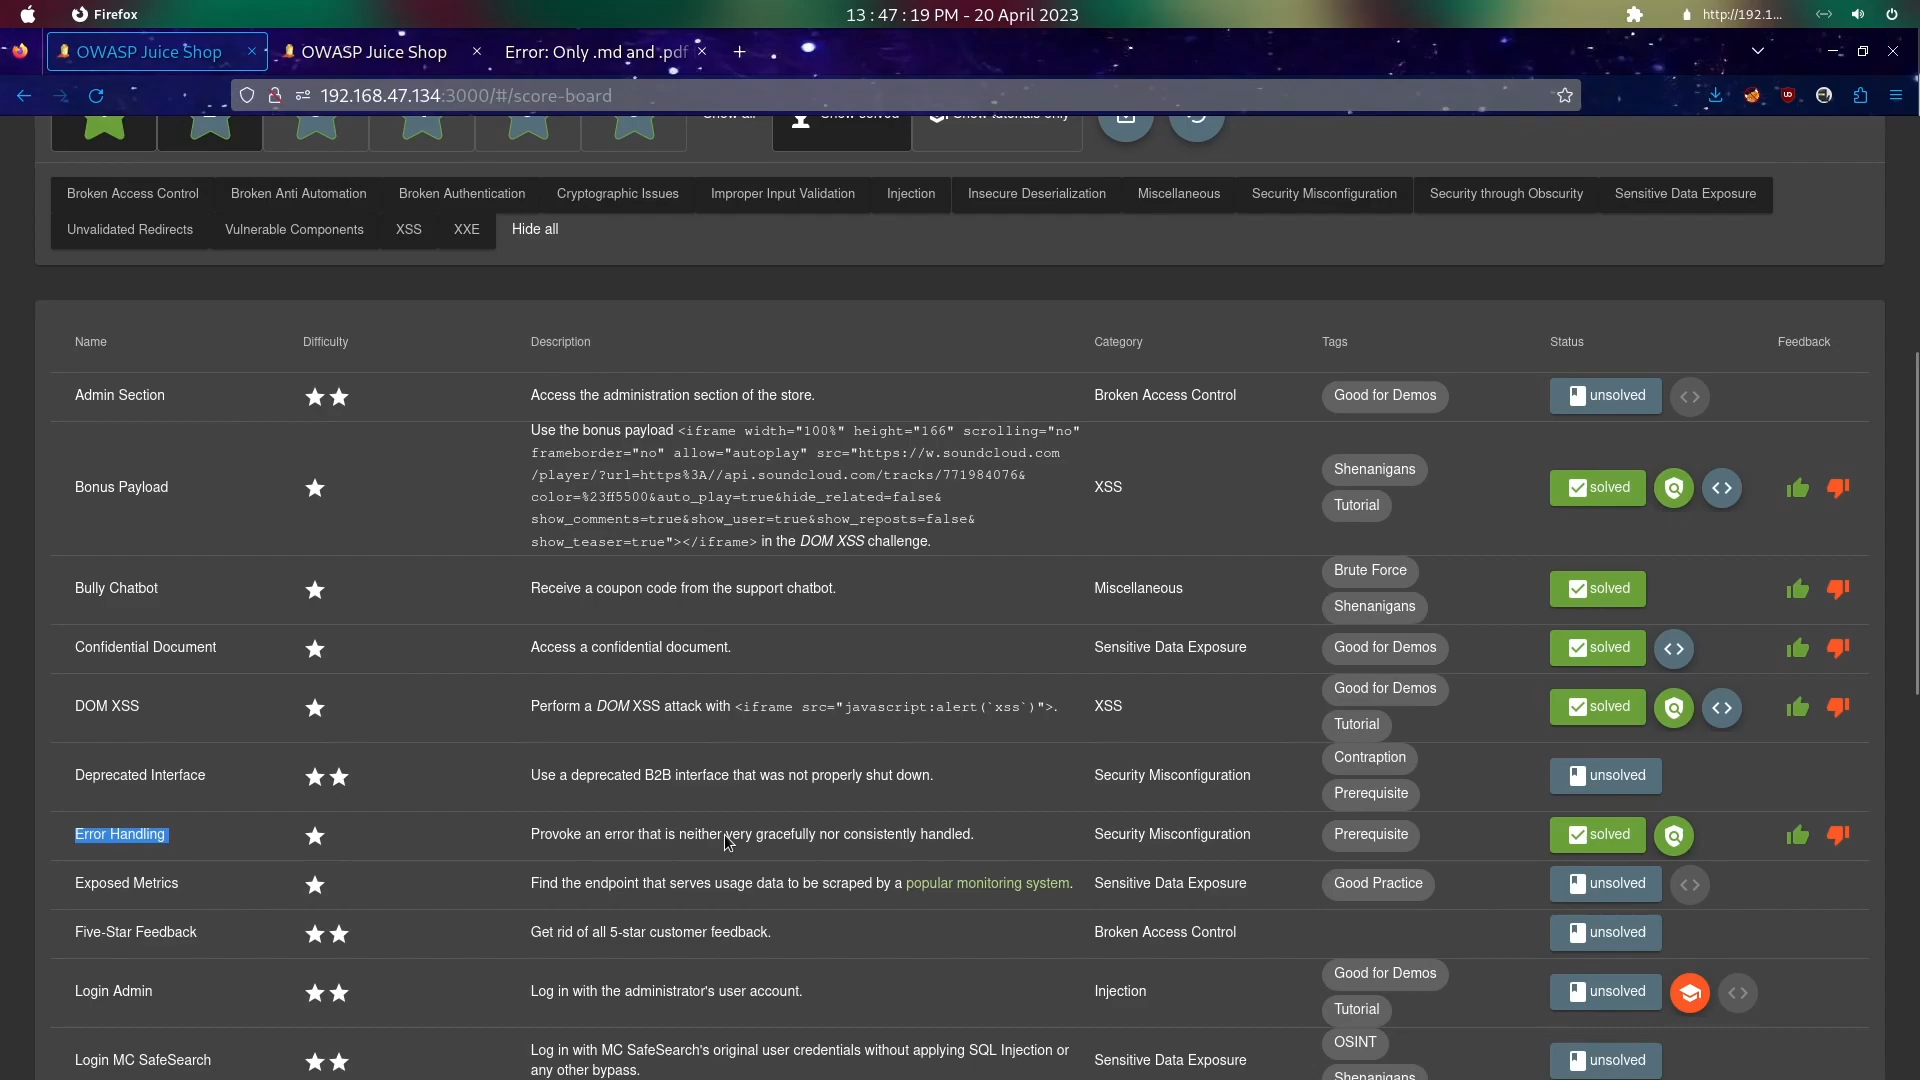 Firefox
13 : 47 : 19 PM - 20 April 2023
http://192.1...
OWASP Juice Shop
OWASP Juice Shop
Error: Only .md and .pdf
192.168.47.134:3000/#/score-board
Show all
Show solved
Show tutorials only
Broken Access Control
Broken Anti Automation
Broken Authentication
Cryptographic Issues
Improper Input Validation
Injection
Insecure Deserialization
Miscellaneous
Security Misconfiguration
Security through Obscurity
Sensitive Data Exposure
Unvalidated Redirects
Vulnerable Components
XSS
XXE
Hide all
Name
Difficulty
Description
Category
Tags
Status
Feedback
Admin Section
Access the administration section of the store.
Broken Access Control
Good for Demos
unsolved
Bonus Payload
Use the bonus payload <iframe width="100%" height="166" scrolling="no"
frameborder="no" allow="autoplay" src="https://w.soundcloud.com
/player/?url=https%3A//api.soundcloud.com/tracks/771984076&
color=%23ff5500&auto_play=true&hide_related=false&
show_comments=true&show_user=true&show_reposts=false&
show_teaser=true"></iframe> in the DOM XSS challenge.
XSS
Shenanigans
Tutorial
solved
Bully Chatbot
Receive a coupon code from the support chatbot.
Miscellaneous
Brute Force
Shenanigans
solved
Confidential Document
Access a confidential document.
Sensitive Data Exposure
Good for Demos
solved
DOM XSS
Perform a DOM XSS attack with <iframe src="javascript:alert(`xss`)">.
XSS
Good for Demos
Tutorial
solved
Deprecated Interface
Use a deprecated B2B interface that was not properly shut down.
Security Misconfiguration
Contraption
Prerequisite
unsolved
Error Handling
Provoke an error that is neither very gracefully nor consistently handled.
Security Misconfiguration
Prerequisite
solved
Exposed Metrics
Find the endpoint that serves usage data to be scraped by a popular monitoring system.
Sensitive Data Exposure
Good Practice
unsolved
Five-Star Feedback
Get rid of all 5-star customer feedback.
Broken Access Control
unsolved
Login Admin
Log in with the administrator's user account.
Injection
Good for Demos
Tutorial
unsolved
Login MC SafeSearch
Log in with MC SafeSearch's original user credentials without applying SQL Injection or
any other bypass.
Sensitive Data Exposure
OSINT
Shenanigans
unsolved